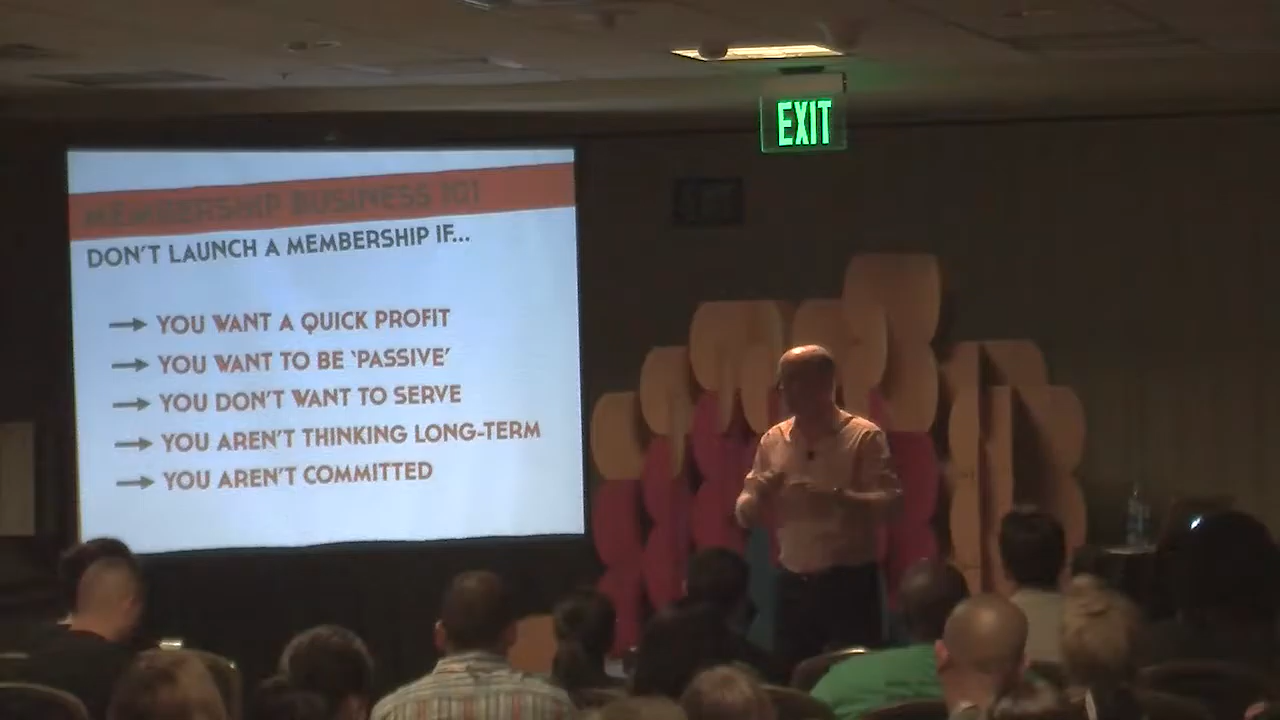 MEMBERSHIP BUSINESS 101
DON'T LAUNCH A MEMBERSHIP IF...
→ YOU WANT A QUICK PROFIT
→ YOU WANT TO BE 'PASSIVE'
→ YOU DON'T WANT TO SERVE
→ YOU AREN'T THINKING LONG-TERM
→ YOU AREN'T COMMITTED
EXIT